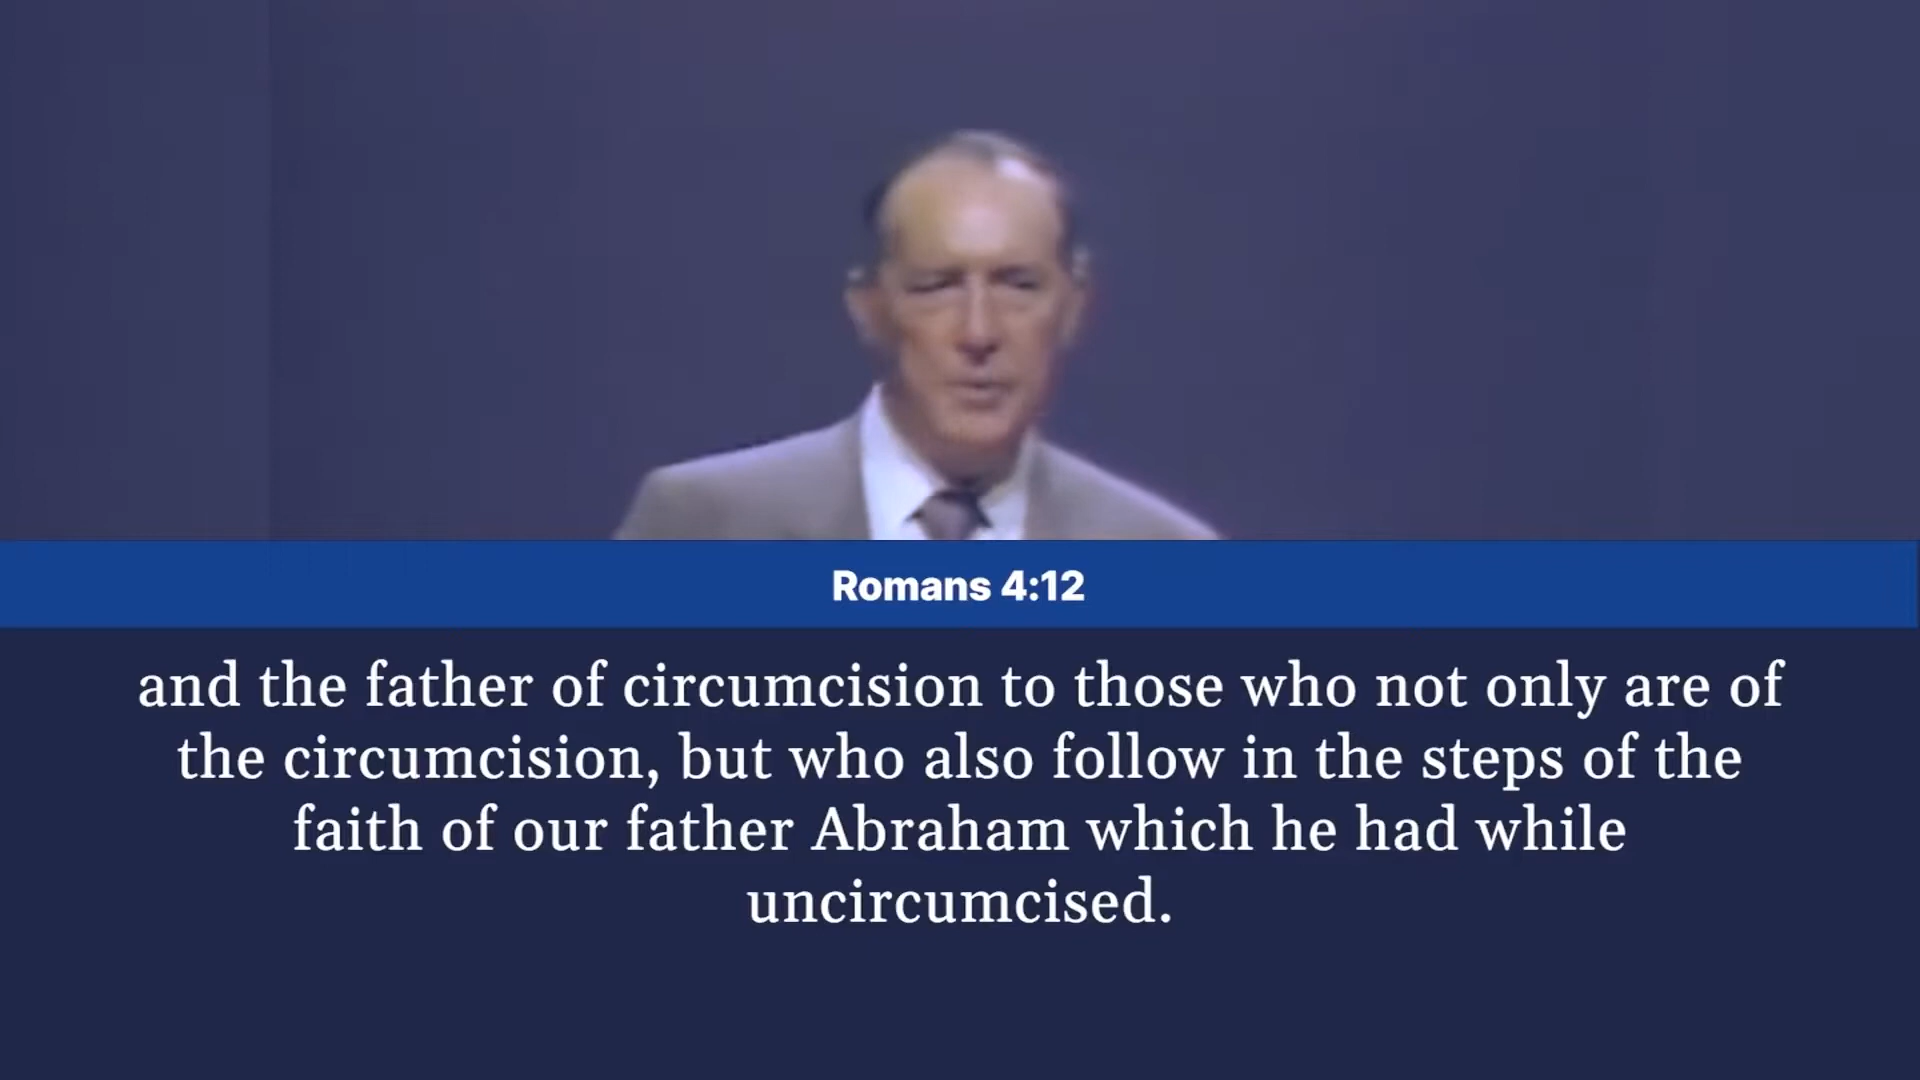 Romans 4:12
and the father of circumcision to those who not only are of
the circumcision, but who also follow in the steps of the
faith of our father Abraham which he had while
uncircumcised.